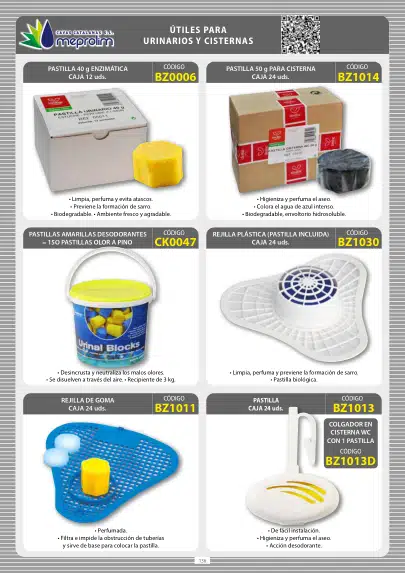 TAPAS CATALANAS S.L.
meprolim
ÚTILES PARA
URINARIOS Y CISTERNAS
PASTILLA 40 g ENZIMÁTICA
CAJA 12 uds.
CÓDIGO
BZ0006
• Limpia, perfuma y evita atascos.
• Previene la formación de sarro.
• Biodegradable. • Ambiente fresco y agradable.
PASTILLA 50 g PARA CISTERNA
CAJA 24 uds.
CÓDIGO
BZ1014
• Higieniza y perfuma el aseo.
• Colora el agua de azul intenso.
• Biodegradable, envoltorio hidrosoluble.
PASTILLAS AMARILLAS DESODORANTES
≈ 150 PASTILLAS OLOR A PINO
CÓDIGO
CK0047
Urinal Blocks
• Desincrusta y neutraliza los malos olores.
• Se disuelven a través del aire. • Recipiente de 3 kg.
REJILLA PLÁSTICA (PASTILLA INCLUIDA)
CAJA 24 uds.
CÓDIGO
BZ1030
• Limpia, perfuma y previene la formación de sarro.
• Pastilla biológica.
REJILLA DE GOMA
CAJA 24 uds.
CÓDIGO
BZ1011
• Perfumada.
• Filtra e impide la obstrucción de tuberías
y sirve de base para colocar la pastilla.
PASTILLA
CAJA 24 uds.
CÓDIGO
BZ1013
COLGADOR EN
CISTERNA WC
CON 1 PASTILLA
CÓDIGO
BZ1013D
• De fácil instalación.
• Higieniza y perfuma el aseo.
• Acción desodorante.
136